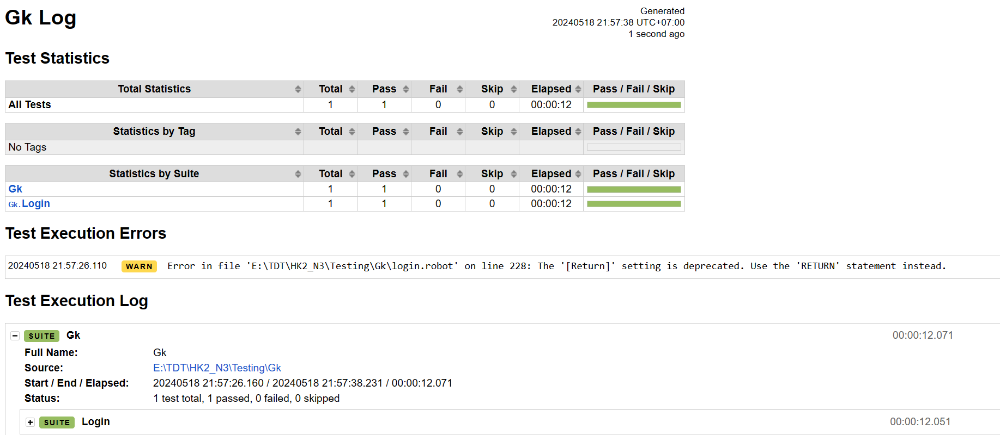 Gk Log
Generated
20240518 21:57:38 UTC+07:00
1 second ago
Test Statistics
Total Statistics Total Pass Fail Skip Elapsed Pass / Fail / Skip
All Tests 1 1 0 0 00:00:12
Statistics by Tag Total Pass Fail Skip Elapsed Pass / Fail / Skip
No Tags
Statistics by Suite Total Pass Fail Skip Elapsed Pass / Fail / Skip
Gk 1 1 0 0 00:00:12
Gk.Login 1 1 0 0 00:00:12
Test Execution Errors
20240518 21:57:26.110 WARN Error in file 'E:\TDT\HK2_N3\Testing\Gk\login.robot' on line 228: The '[Return]' setting is deprecated. Use the 'RETURN' statement instead.
Test Execution Log
SUITE Gk 00:00:12.071
Full Name: Gk
Source: E:\TDT\HK2_N3\Testing\Gk
Start / End / Elapsed: 20240518 21:57:26.160 / 20240518 21:57:38.231 / 00:00:12.071
Status: 1 test total, 1 passed, 0 failed, 0 skipped
SUITE Login 00:00:12.051